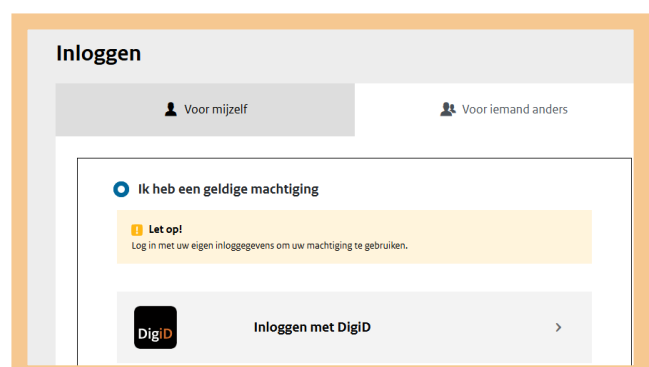 Inloggen
Voor mijzelf
Voor iemand anders
Ik heb een geldige machtiging
Let op!
Log in met uw eigen inloggegevens om uw machtiging te gebruiken.
DigiD
Inloggen met DigiD